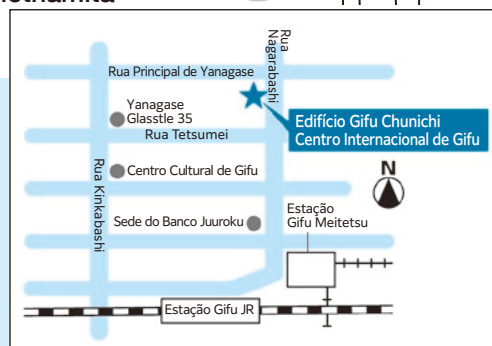 Rua
Nagarabashi
Rua Principal de Yanagase
Yanagase
Glasstle 35
Rua Tetsumei
Edifício Gifu Chunichi
Centro Internacional de Gifu
Rua Kinkabashi
Centro Cultural de Gifu
N
Sede do Banco Juuroku
Estação
Gifu Meitetsu
Estação Gifu JR